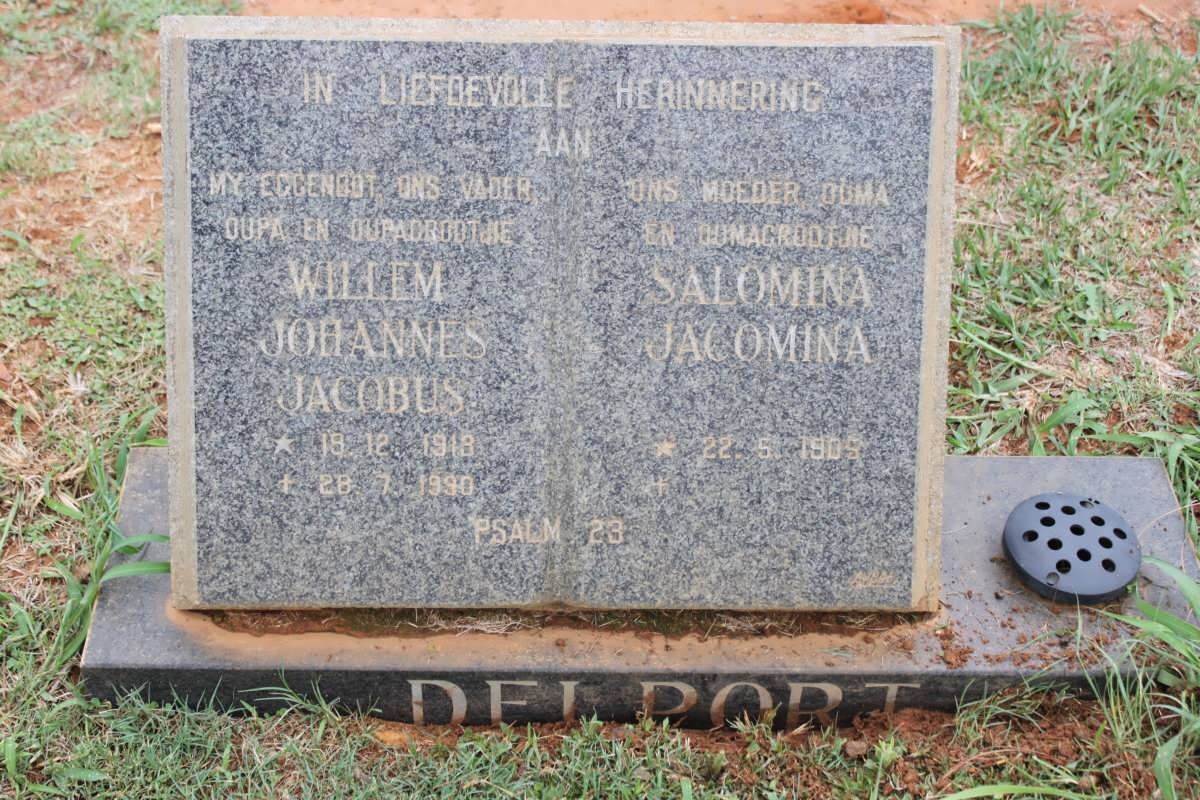 IN LIEFDEVOLLE HERINNERING
AAN
MY EGGENOOT, ONS VADER,
OUPA EN OUPAGROOTJIE
WILLEM
JOHANNES
JACOBUS
★ 18. 12. 1918
† 28. 7. 1990
ONS MOEDER, OUMA
EN OUMAGROOTJIE
SALOMINA
JACOMINA
★ 22. 5. 1905
†
PSALM 23
DELPORT